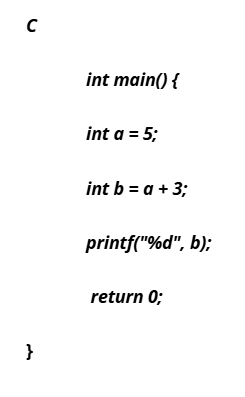 C
int main() {
int a = 5;
int b = a + 3;
printf("%d", b);
return 0;
}